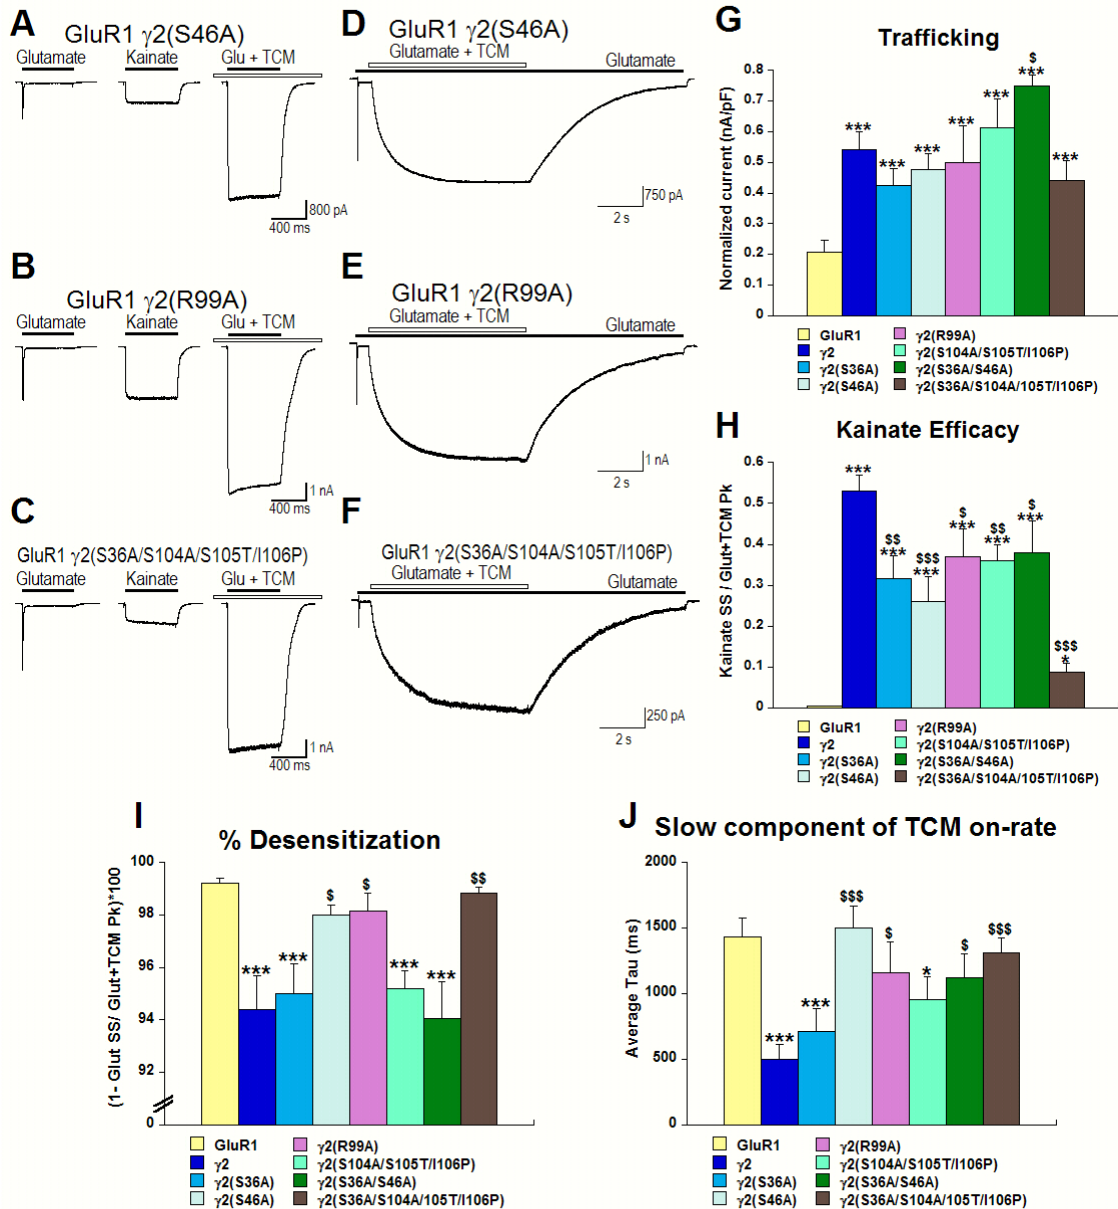 A
GluR1 γ2(S46A)
Glutamate Kainate Glu + TCM
800 pA
400 ms
D
GluR1 γ2(S46A)
Glutamate + TCM
Glutamate
750 pA
2 s
B
GluR1 γ2(R99A)
Glutamate Kainate Glu + TCM
1 nA
400 ms
E
GluR1 γ2(R99A)
Glutamate + TCM
Glutamate
1 nA
2 s
C
GluR1 γ2(S36A/S104A/S105T/I106P)
Glutamate Kainate Glu + TCM
1 nA
400 ms
F
GluR1 γ2(S36A/S104A/S105T/I106P)
Glutamate + TCM
Glutamate
250 pA
2 s
G
Trafficking
Normalized current (nA/pF)
0.8
0.7
0.6
0.5
0.4
0.3
0.2
0.1
0
*** *** *** *** *** $ *** ***
GluR1
γ2
γ2(S36A)
γ2(S46A)
γ2(R99A)
γ2(S104A/S105T/I106P)
γ2(S36A/S46A)
γ2(S36A/S104A/105T/I106P)
H
Kainate Efficacy
Kainate SS / Glut+TCM Pk
0.6
0.5
0.4
0.3
0.2
0.1
0
*** $$ *** $$$ *** $ *** $$ *** $ *** $$$ *
GluR1
γ2
γ2(S36A)
γ2(S46A)
γ2(R99A)
γ2(S104A/S105T/I106P)
γ2(S36A/S46A)
γ2(S36A/S104A/105T/I106P)
I
% Desensitization
(1- Glut SS/ Glut+TCM Pk)*100
100
98
96
94
92
0
*** *** $ $ *** *** $$
GluR1
γ2
γ2(S36A)
γ2(S46A)
γ2(R99A)
γ2(S104A/S105T/I106P)
γ2(S36A/S46A)
γ2(S36A/S104A/105T/I106P)
J
Slow component of TCM on-rate
Average Tau (ms)
2000
1500
1000
500
0
*** *** $$$ $ * $ $$$
GluR1
γ2
γ2(S36A)
γ2(S46A)
γ2(R99A)
γ2(S104A/S105T/I106P)
γ2(S36A/S46A)
γ2(S36A/S104A/105T/I106P)